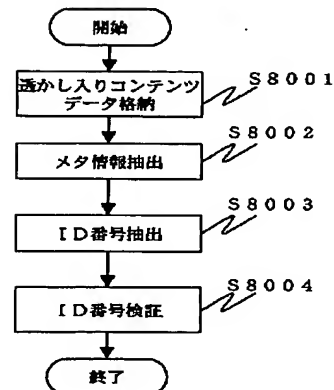 開始
透かし入りコンテンツ
データ格納
S8001
メタ情報抽出
S8002
ID番号抽出
S8003
ID番号検証
S8004
終了